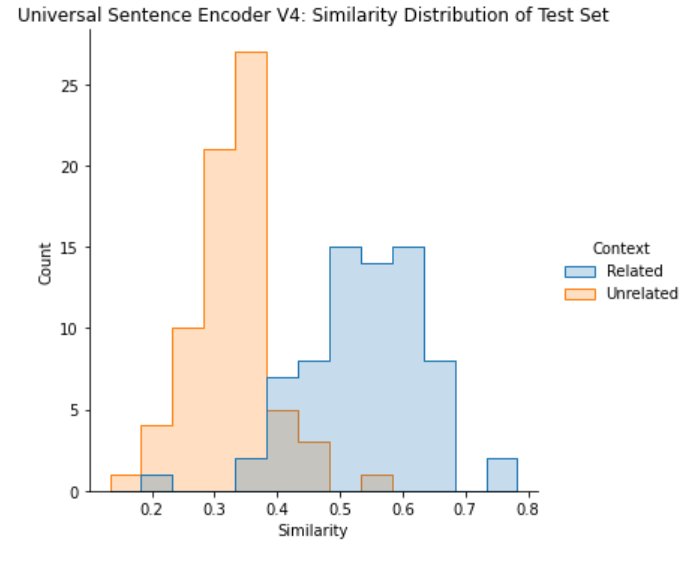 Universal Sentence Encoder V4: Similarity Distribution of Test Set
25
20
15
10
5
0
Count
0.2 0.3 0.4 0.5 0.6 0.7 0.8
Similarity
Context
Related
Unrelated